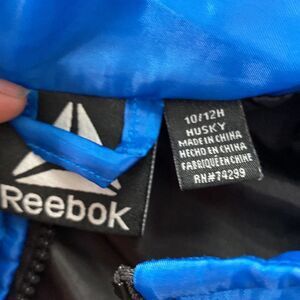 Reebok
10/12H
HUSKY
MADE IN CHINA
HECHO EN CHINA
FABRIQUÉ EN CHINE
RN#74299